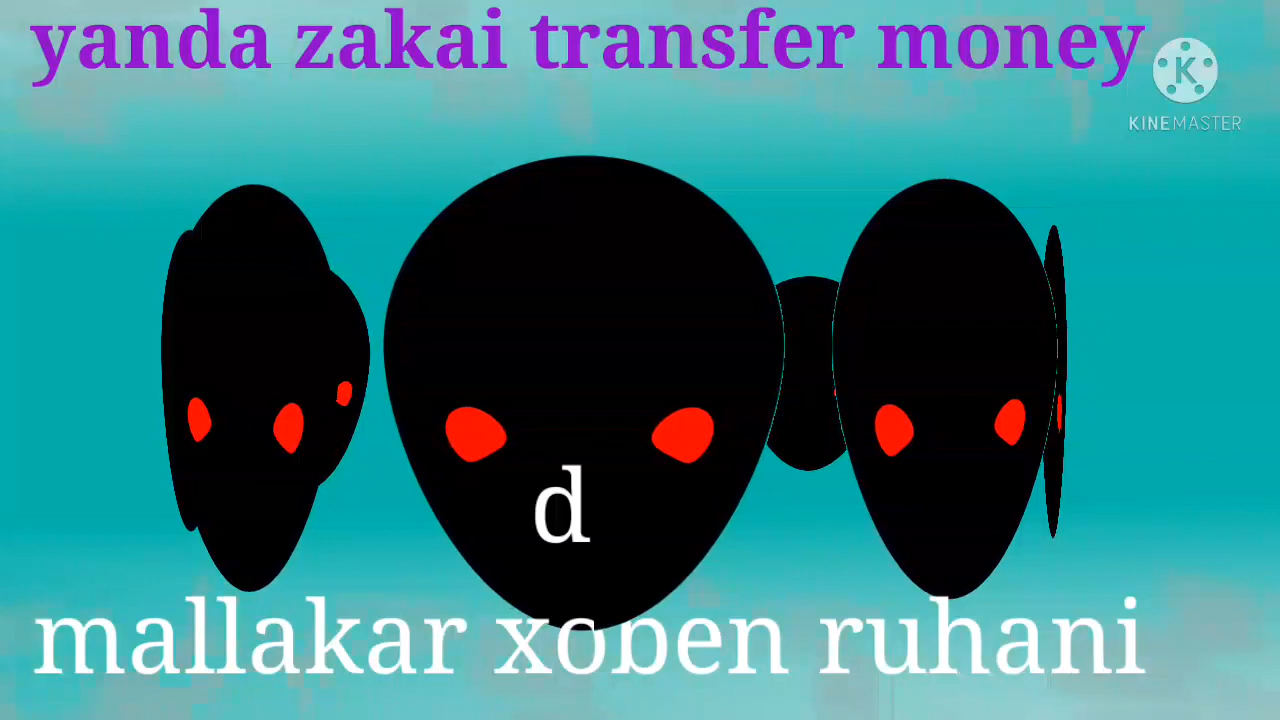 yanda zakai transfer money
K
KINEMASTER
d
mallakar xoben ruhani